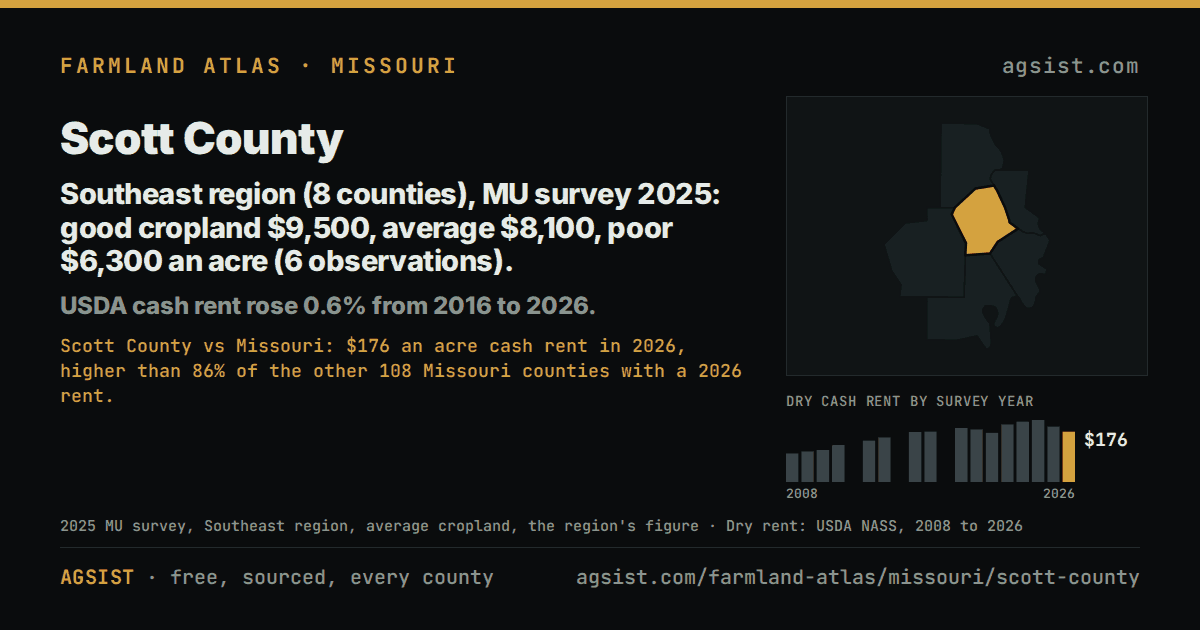 FARMLAND ATLAS · MISSOURI
agsist.com
Scott County
Southeast region (8 counties), MU survey 2025:
good cropland $9,500, average $8,100, poor
$6,300 an acre (6 observations).
USDA cash rent rose 0.6% from 2016 to 2026.
Scott County vs Missouri: $176 an acre cash rent in 2026,
higher than 86% of the other 108 Missouri counties with a 2026
rent.
DRY CASH RENT BY SURVEY YEAR
$176
2008
2026
2025 MU survey, Southeast region, average cropland, the region's figure · Dry rent: USDA NASS, 2008 to 2026
AGSIST · free, sourced, every county
agsist.com/farmland-atlas/missouri/scott-county